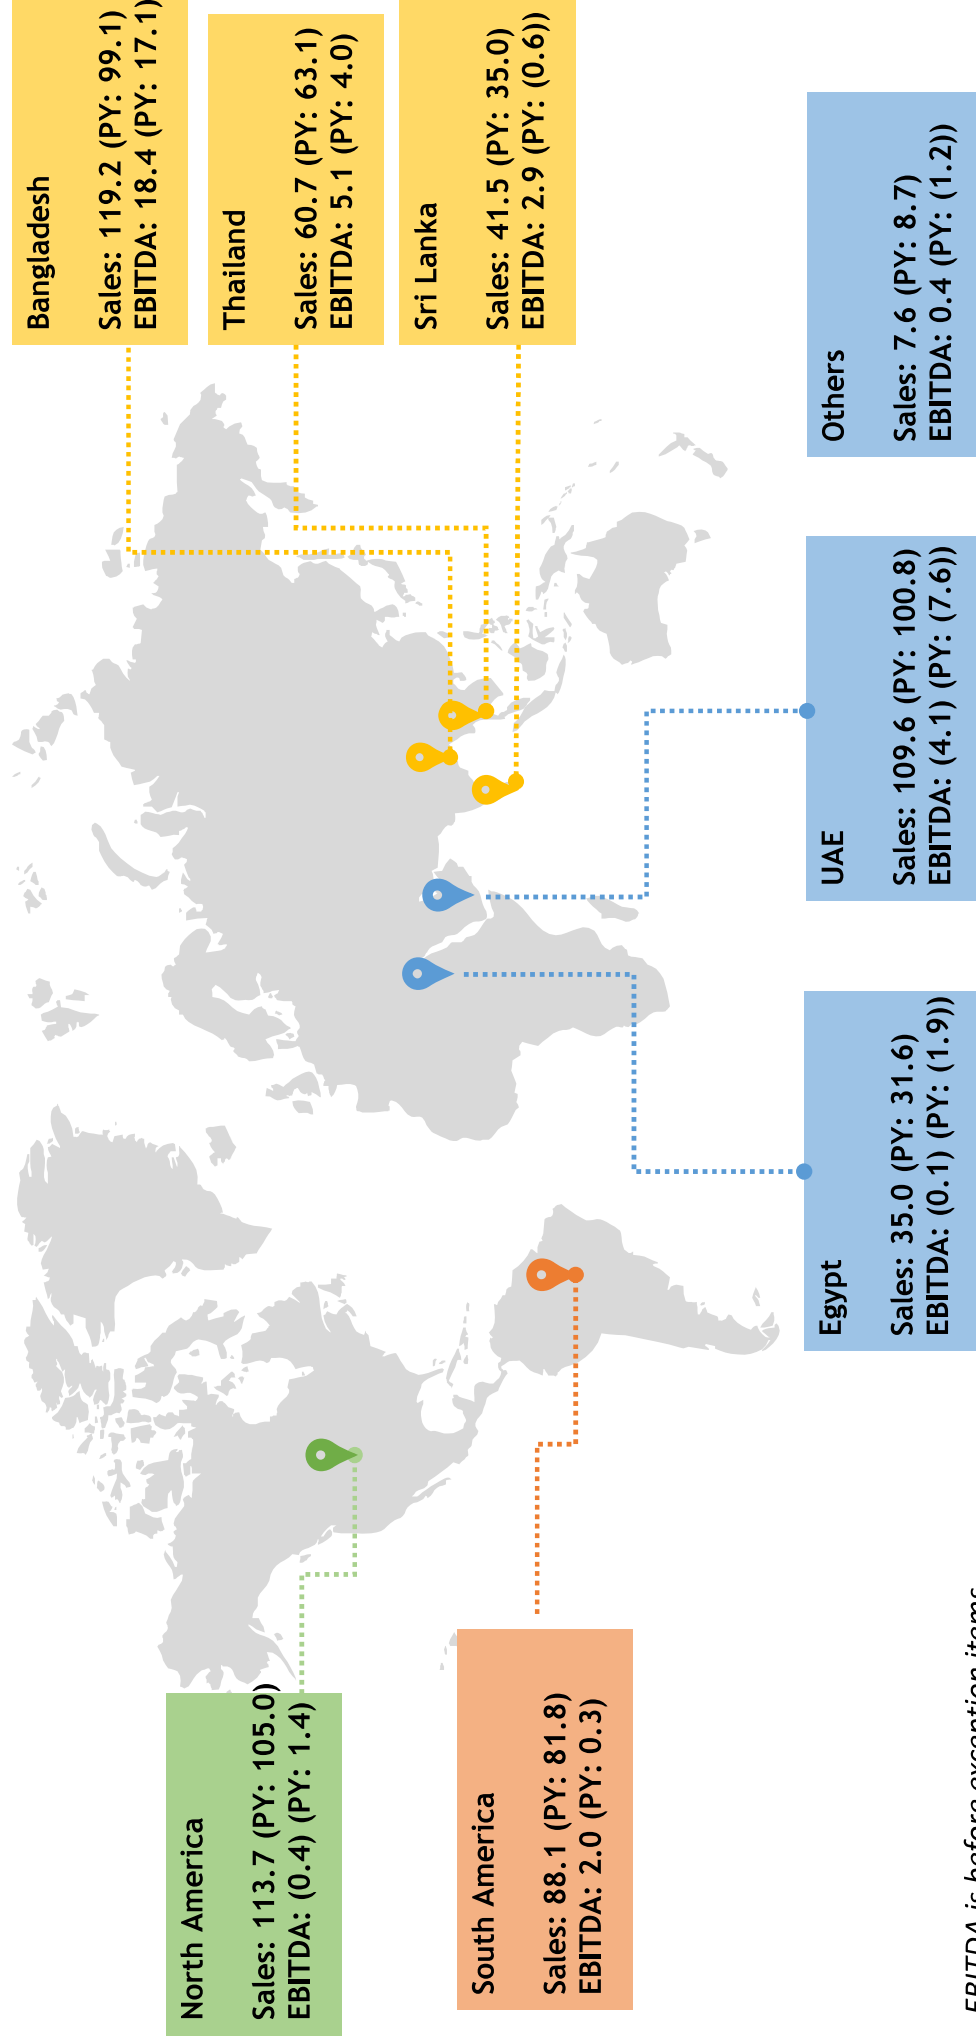 Bangladesh
Sales: 119.2 (PY: 99.1)
EBITDA: 18.4 (PY: 17.1)
Thailand
Sales: 60.7 (PY: 63.1)
EBITDA: 5.1 (PY: 4.0)
Sri Lanka
Sales: 41.5 (PY: 35.0)
EBITDA: 2.9 (PY: (0.6))
North America
Sales: 113.7 (PY: 105.0)
EBITDA: (0.4) (PY: 1.4)
South America
Sales: 88.1 (PY: 81.8)
EBITDA: 2.0 (PY: 0.3)
Egypt
Sales: 35.0 (PY: 31.6)
EBITDA: (0.1) (PY: (1.9))
UAE
Sales: 109.6 (PY: 100.8)
EBITDA: (4.1) (PY: (7.6))
Others
Sales: 7.6 (PY: 8.7)
EBITDA: 0.4 (PY: (1.2))
EBITDA is before exception items